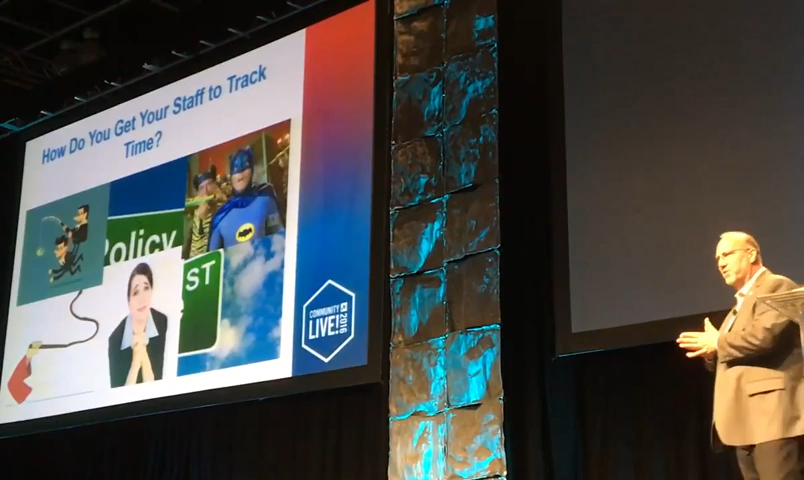 How Do You Get Your Staff to Track
Time?
Policy
ST
COMMUNITY
LIVE!
2016